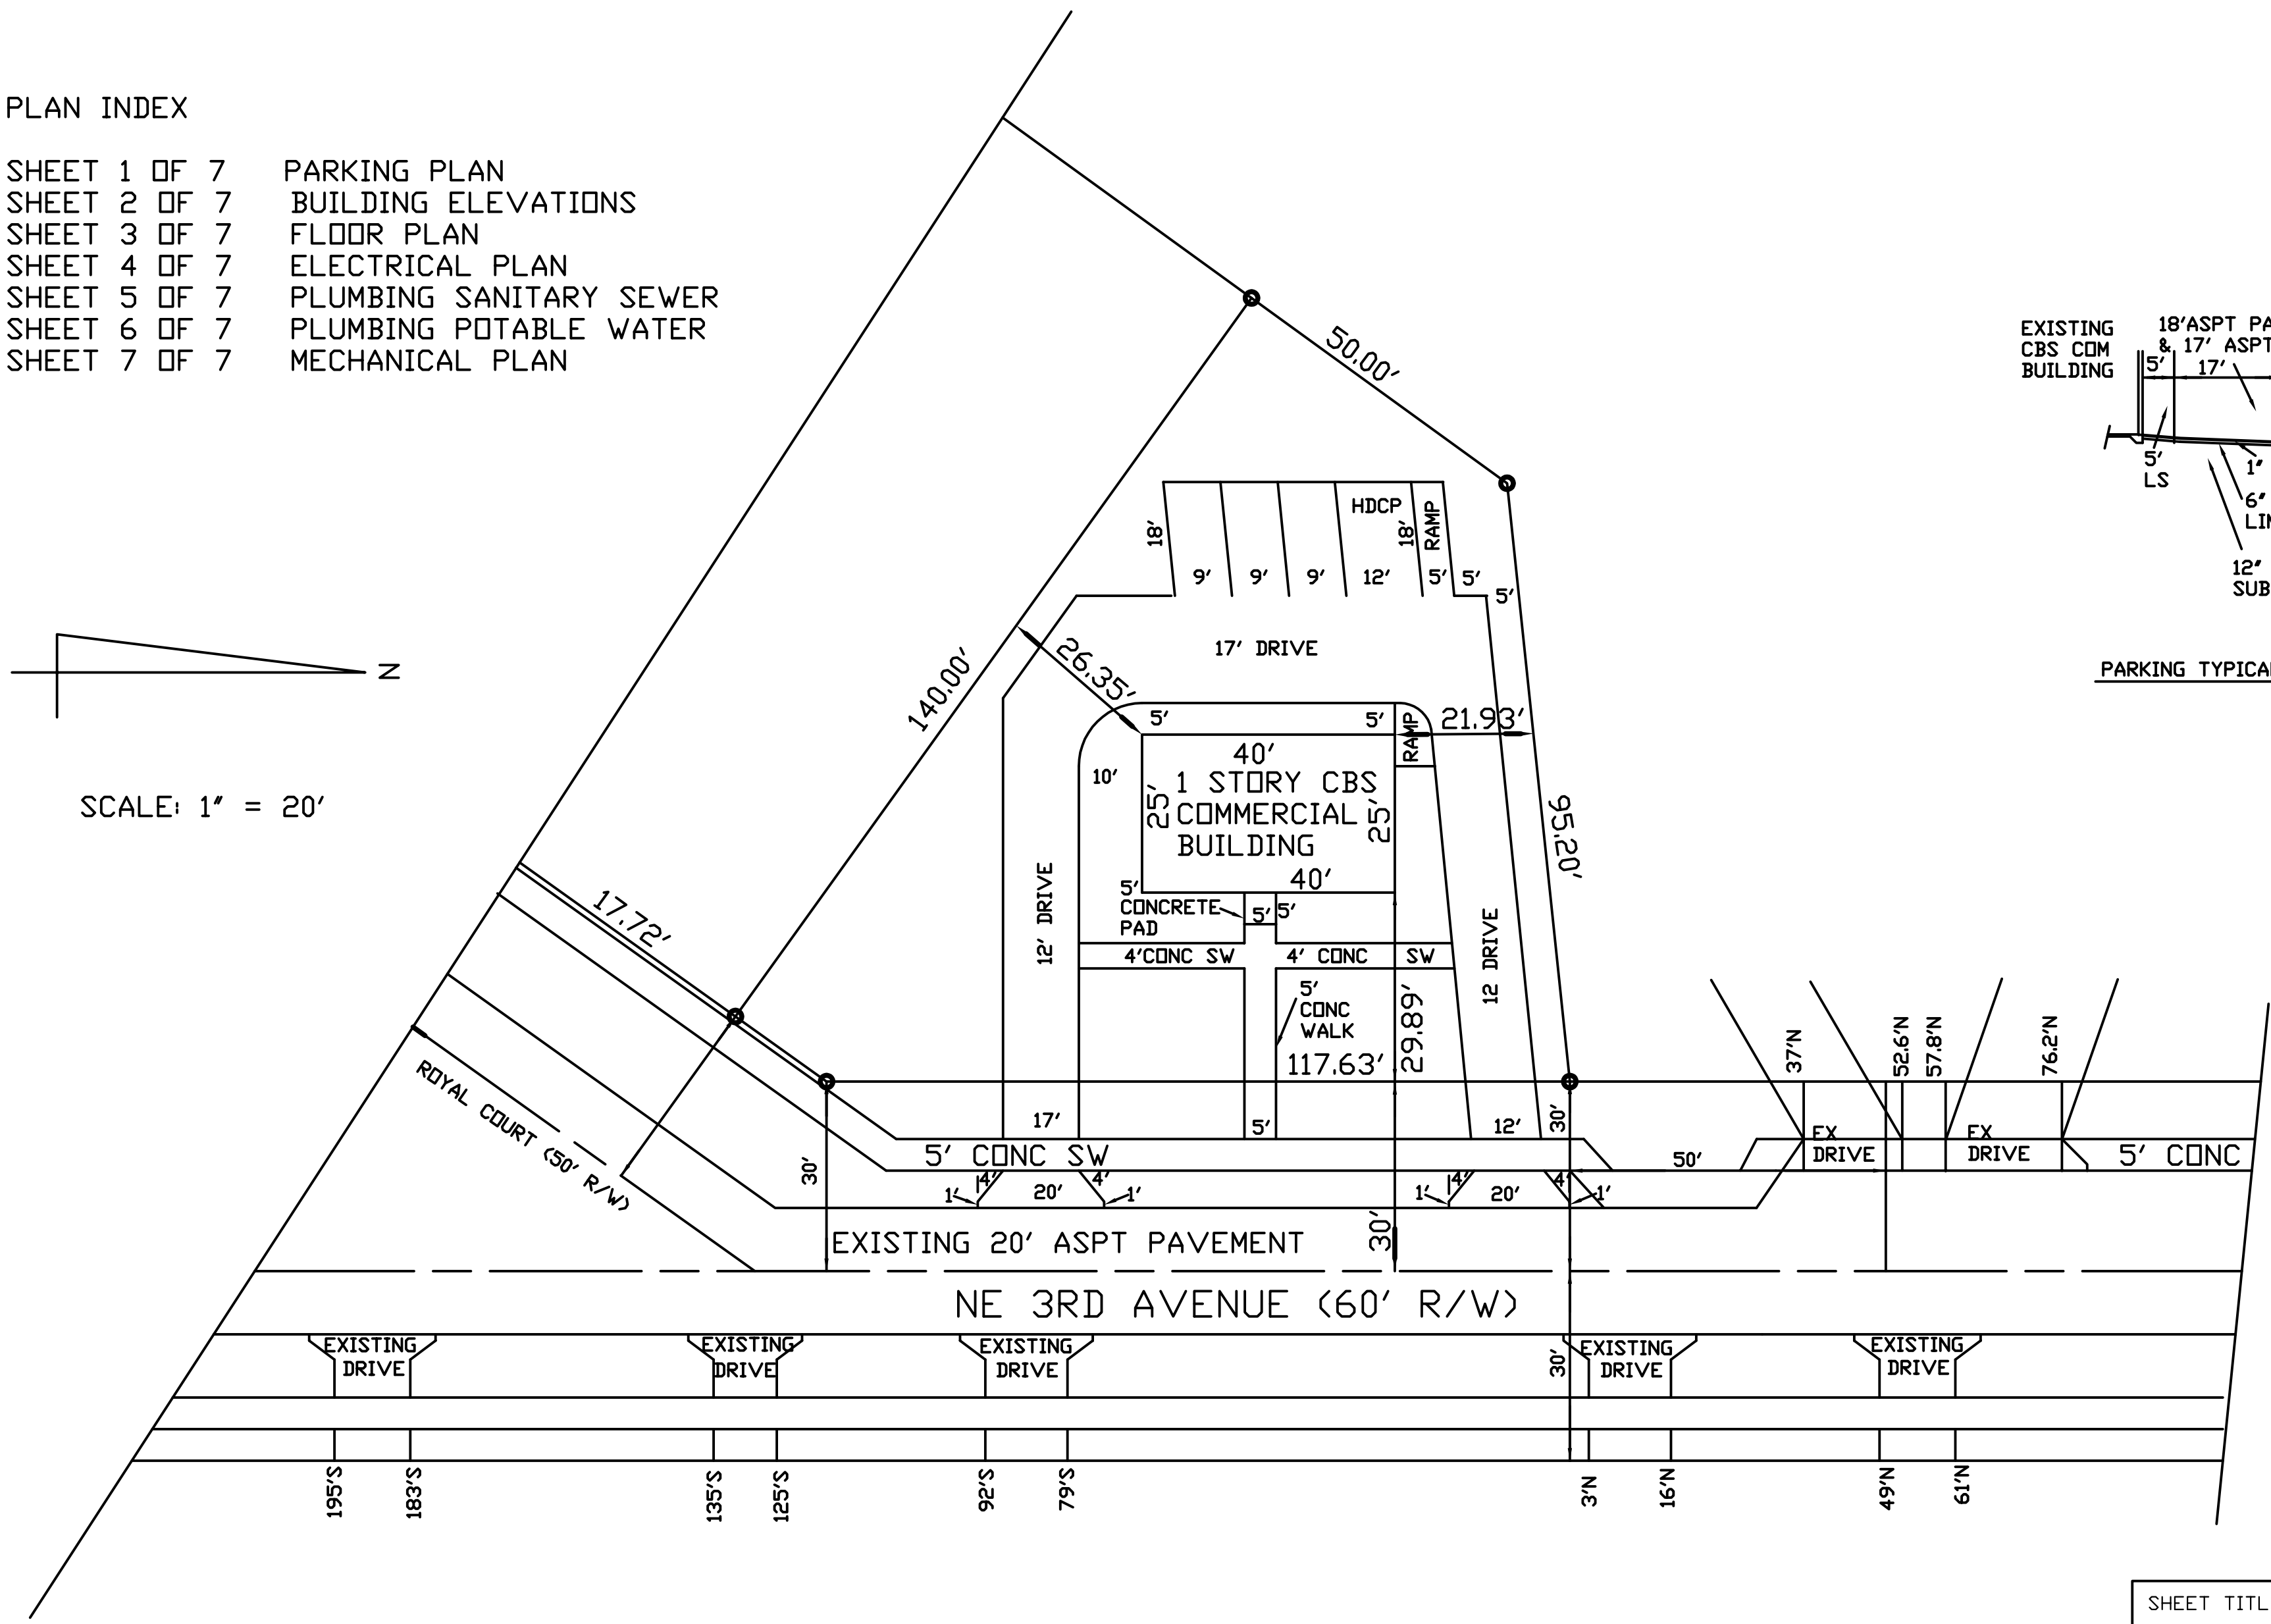 PLAN INDEX
SHEET 1 OF 7 PARKING PLAN
SHEET 2 OF 7 BUILDING ELEVATIONS
SHEET 3 OF 7 FLOOR PLAN
SHEET 4 OF 7 ELECTRICAL PLAN
SHEET 5 OF 7 PLUMBING SANITARY SEWER
SHEET 6 OF 7 PLUMBING POTABLE WATER
SHEET 7 OF 7 MECHANICAL PLAN
N
SCALE: 1" = 20'
50.00'
EXISTING
CBS COM
BUILDING
18'ASPT PA
& 17' ASPT
5'
17'
5'
LS
1"
6"
LIM
12"
SUB
PARKING TYPICAL
18'
HDCP
18'
RAMP
9'
9'
9'
12'
5'
5'
5'
17' DRIVE
140.00'
26.35'
5'
5'
RAMP
21.93'
10'
40'
25'
1 STORY CBS
COMMERCIAL
BUILDING
25'
40'
95.20'
12' DRIVE
12 DRIVE
5'
CONCRETE
PAD
5'
5'
4'CONC SW
4' CONC SW
5'
CONC
WALK
117.63'
29.89'
17.72'
ROYAL COURT (50' R/W)
17'
5'
12'
30'
30'
5' CONC SW
1'
4'
20'
4'
1'
1'
4'
20'
4'
1'
50'
37'N
52.6'N
57.8'N
76.2'N
EX
DRIVE
EX
DRIVE
5' CONC
EXISTING 20' ASPT PAVEMENT
30'
NE 3RD AVENUE (60' R/W)
30'
EXISTING
DRIVE
EXISTING
DRIVE
EXISTING
DRIVE
EXISTING
DRIVE
EXISTING
DRIVE
195'S
183'S
135'S
125'S
92'S
79'S
3'N
16'N
49'N
61'N
SHEET TITL